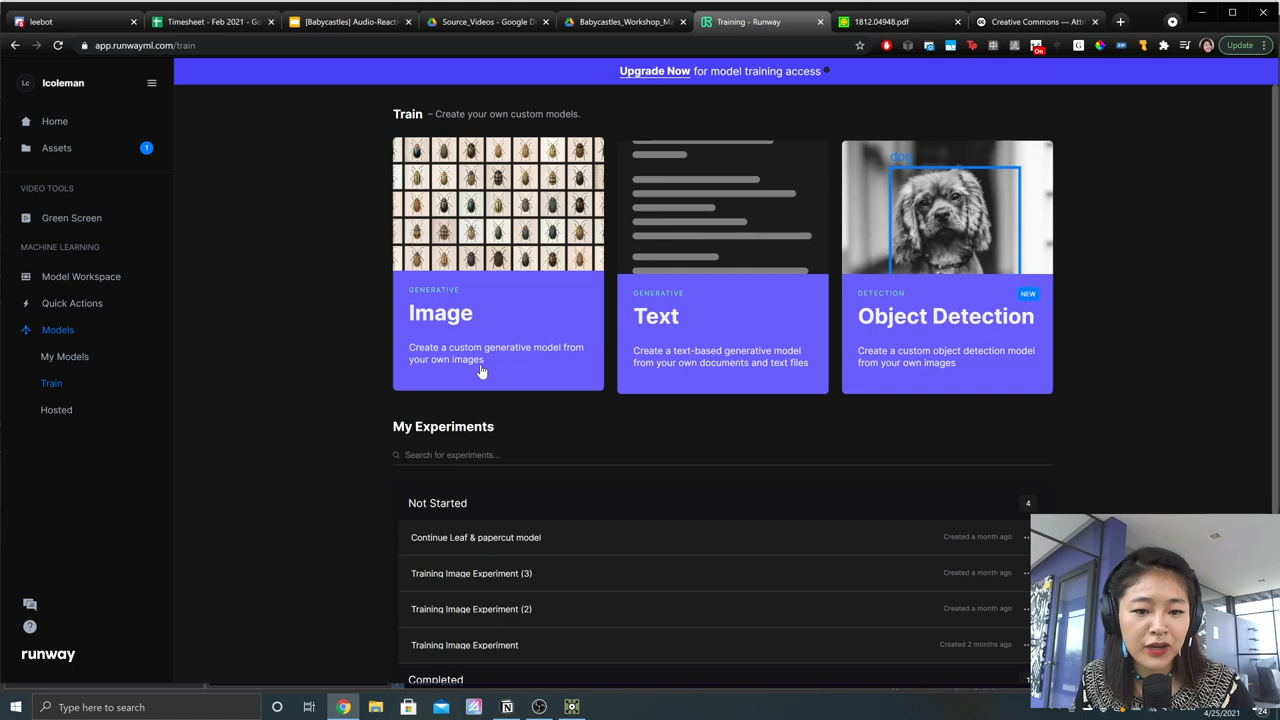 leebot
Timesheet - Feb 2021 - Go
[Babycastles] Audio-React
Source_Videos - Google D
Babycastles_Workshop_Ma
Training - Runway
1812.04948.pdf
Creative Commons — Attri
app.runwayml.com/train
Update
LC
lcoleman
Upgrade Now for model training access
Home
Assets
1
VIDEO TOOLS
Green Screen
MACHINE LEARNING
Model Workspace
Quick Actions
Models
My Models
Train
Hosted
runway
Train – Create your own custom models.
GENERATIVE
Image
Create a custom generative model from
your own images
GENERATIVE
Text
Create a text-based generative model
from your own documents and text files
dog
DETECTION
NEW
Object Detection
Create a custom object detection model
from your own images
My Experiments
Search for experiments...
Not Started
4
Continue Leaf & papercut model
Created a month ago
Training Image Experiment (3)
Created a month ago
Training Image Experiment (2)
Created a month ago
Training Image Experiment
Created 2 months ago
Completed
Type here to search
4/25/2021
24